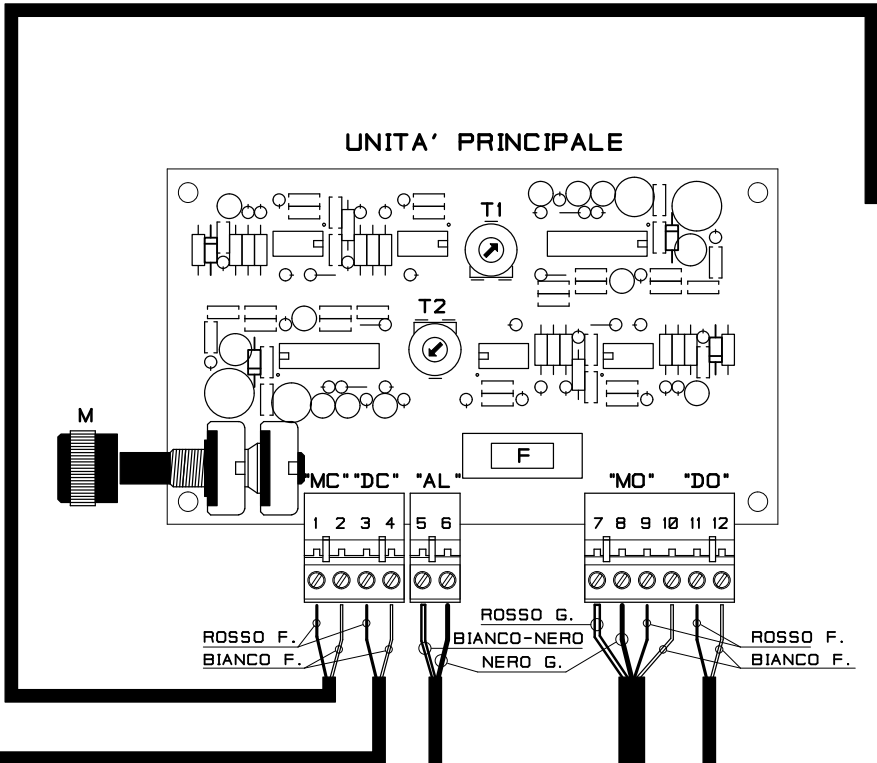 UNITA' PRINCIPALE
T1
T2
M
F
"MC" "DC" "AL" "MO" "DO"
1 2 3 4 5 6 7 8 9 10 11 12
ROSSO F.
BIANCO F.
ROSSO G.
BIANCO-NERO
NERO G.
ROSSO F.
BIANCO F.